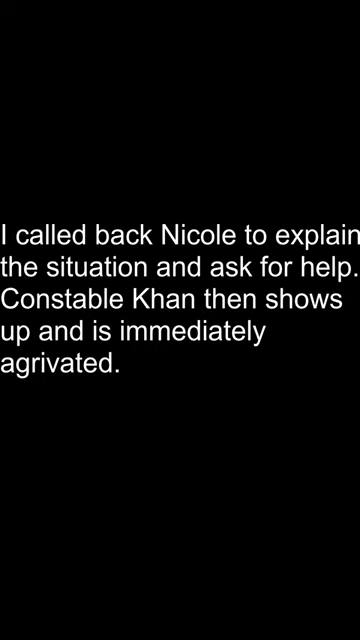 I called back Nicole to explain
the situation and ask for help.
Constable Khan then shows
up and is immediately
agrivated.